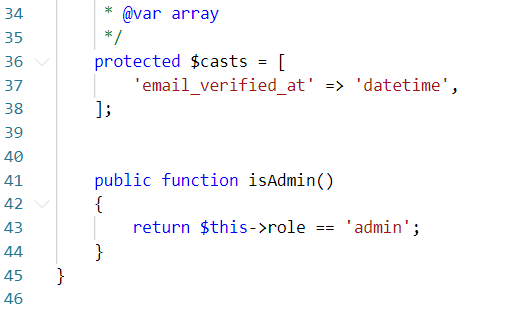 34 * @var array
35 */
36 protected $casts = [
37 'email_verified_at' => 'datetime',
38 ];
39
40
41 public function isAdmin()
42 {
43 return $this->role == 'admin';
44 }
45 }
46